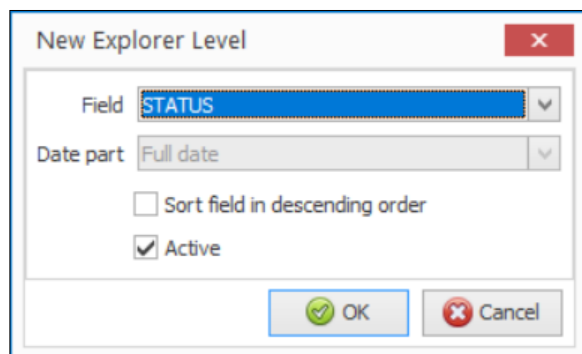 New Explorer Level
Field STATUS
Date part Full date
Sort field in descending order
Active
OK Cancel